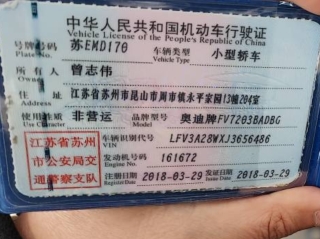 中华人民共和国机动车行驶证
Vehicle License of the People's Republic of China
号牌号码 苏EMD170 车辆类型 小型轿车
Plate No. Vehicle Type
所有人 曾志伟
Owner
住址 江苏省苏州市昆山市周市镇永平家园13幢204室
Address
使用性质 非营运 品牌型号 奥迪牌FV7203BADBG
Use Character Model
江苏省苏州市公安局交通警察支队
车辆识别代号 LFV3A28WXJ3656486
VIN
发动机号码 161672
Engine No.
注册日期 2018-03-29 发证日期 2018-03-29
Register Date Issue Date